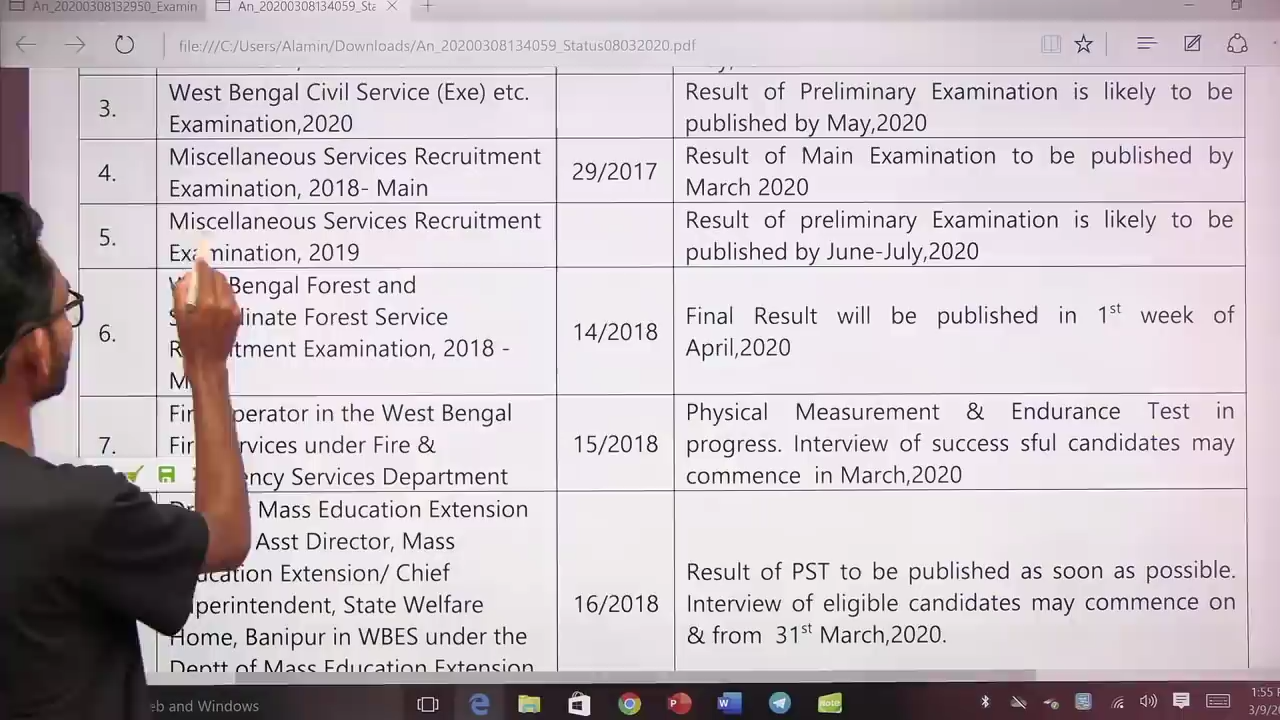 An_20200308132950_Examin
An_20200308134059_Sta
file:///C:/Users/Alamin/Downloads/An_20200308134059_Status08032020.pdf
3.
West Bengal Civil Service (Exe) etc.
Examination,2020
Result of Preliminary Examination is likely to be
published by May,2020
4.
Miscellaneous Services Recruitment
Examination, 2018- Main
29/2017
Result of Main Examination to be published by
March 2020
5.
Miscellaneous Services Recruitment
Examination, 2019
Result of preliminary Examination is likely to be
published by June-July,2020
6.
Bengal Forest and
Forest Service
Examination, 2018 -
14/2018
Final Result will be published in 1st week of
April,2020
7.
in the West Bengal
under Fire &
Services Department
15/2018
Physical Measurement & Endurance Test in
progress. Interview of success sful candidates may
commence in March,2020
Mass Education Extension
Asst Director, Mass
Extension/ Chief
State Welfare
Home, Banipur in WBES under the
Deptt of Mass Education Extension
16/2018
Result of PST to be published as soon as possible.
Interview of eligible candidates may commence on
& from 31st March,2020.
and Windows
1:55
3/9/20